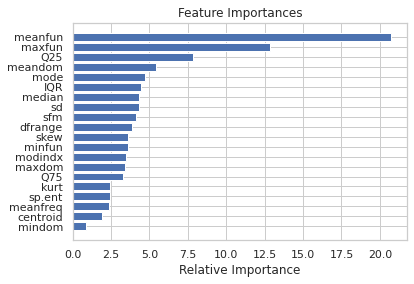 Feature Importances
meanfun
maxfun
Q25
meandom
mode
IQR
median
sd
sfm
dfrange
skew
minfun
modindx
maxdom
Q75
kurt
sp.ent
meanfreq
centroid
mindom
0.0 2.5 5.0 7.5 10.0 12.5 15.0 17.5 20.0
Relative Importance